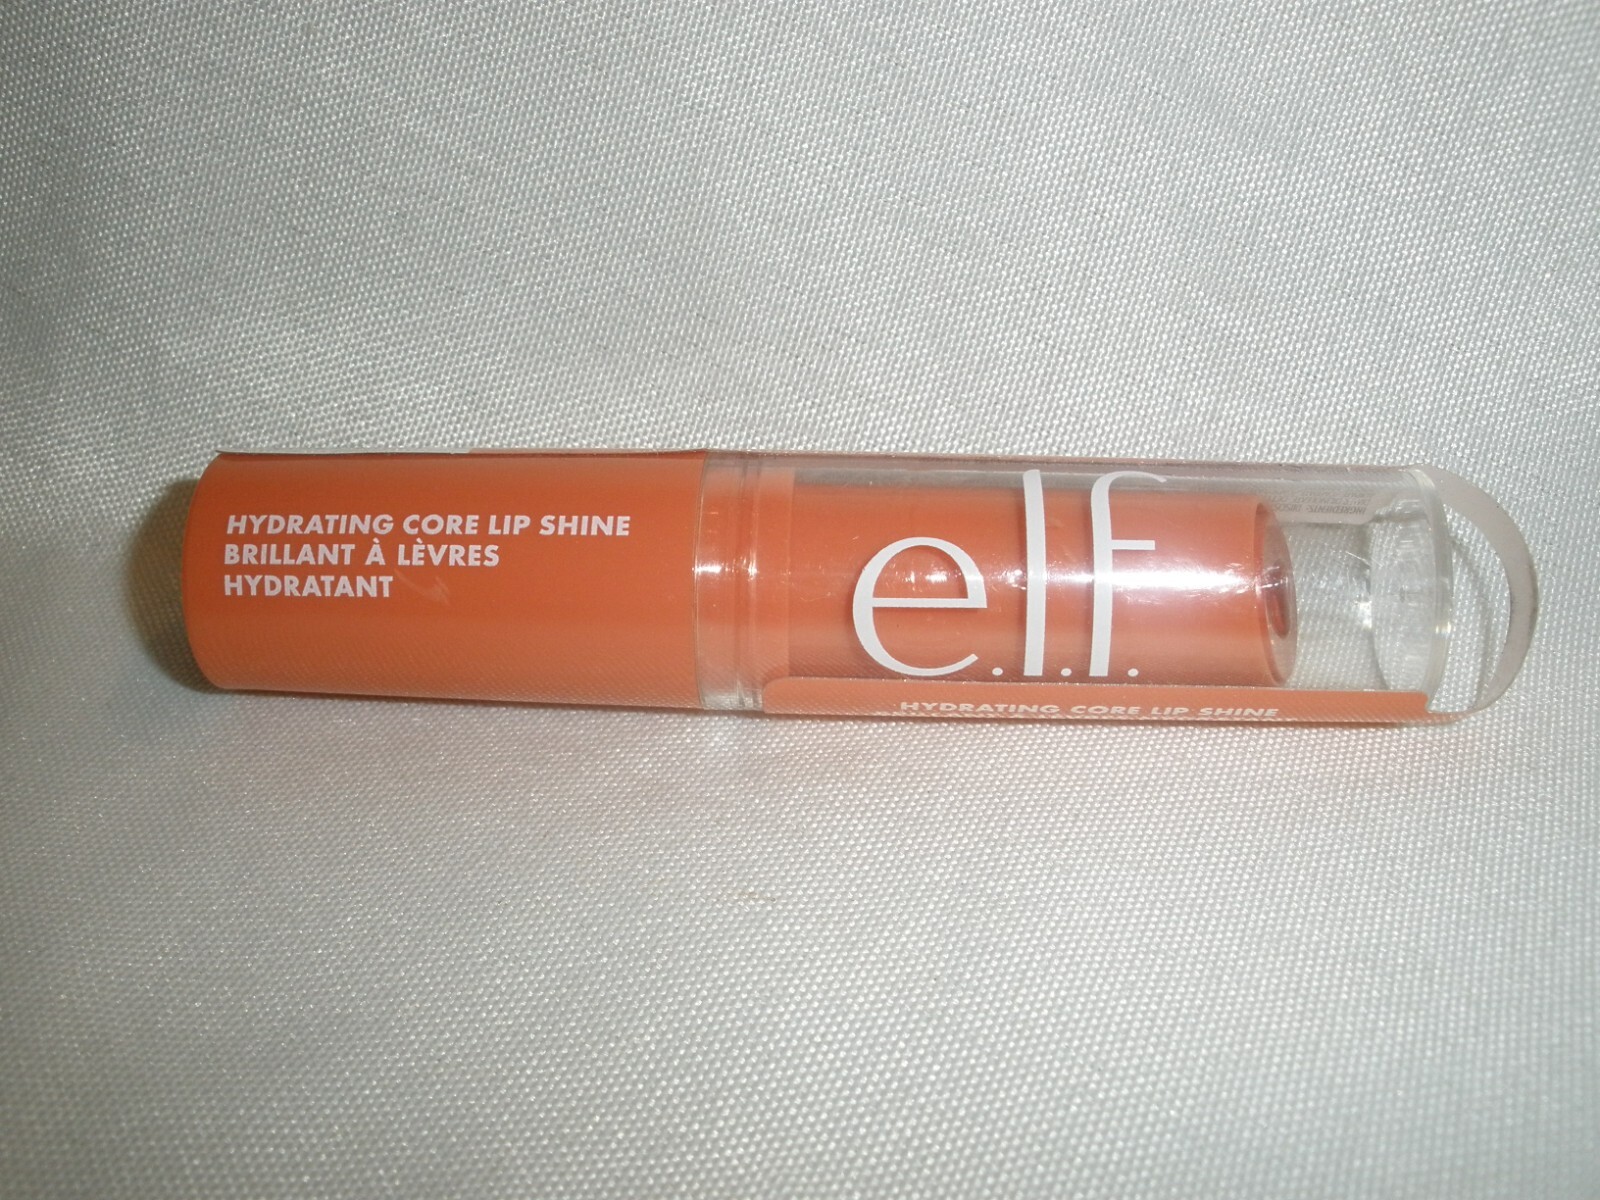 HYDRATING CORE LIP SHINE
BRILLANT À LÈVRES
HYDRATANT
e.l.f.
HYDRATING CORE LIP SHINE